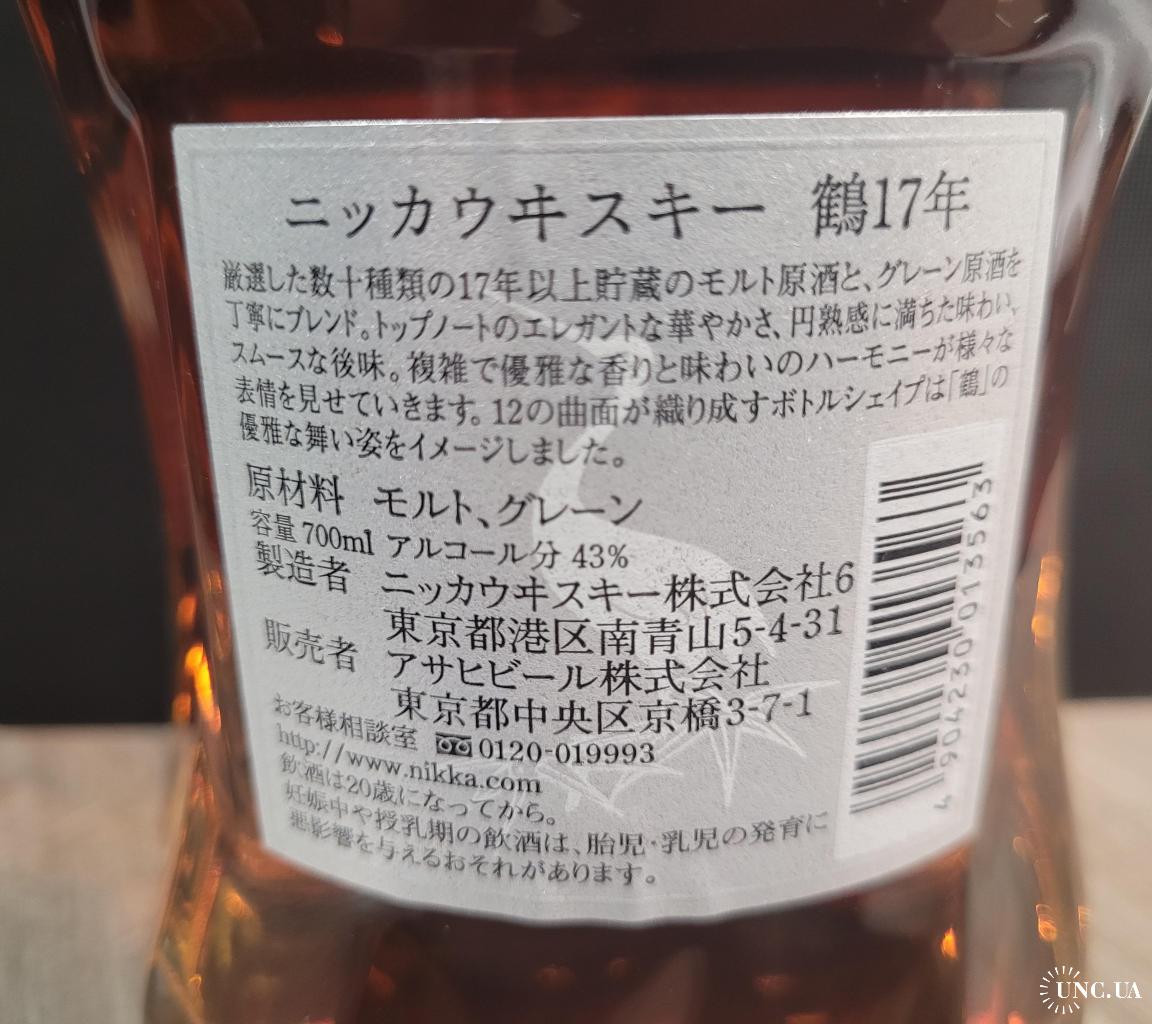 ニッカウヰスキー 鶴17年
厳選した数十種類の17年以上貯蔵のモルト原酒と、グレーン原酒を
丁寧にブレンド。トップノートのエレガントな華やかさ、円熟感に満ちた味わい、
スムースな後味。複雑で優雅な香りと味わいのハーモニーが様々な
表情を見せていきます。12の曲面が織り成すボトルシェイプは「鶴」の
優雅な舞い姿をイメージしました。
原材料 モルト、グレーン
容量 700ml アルコール分 43%
製造者 ニッカウヰスキー株式会社6
東京都港区南青山5-4-31
販売者 アサヒビール株式会社
東京都中央区京橋3-7-1
お客様相談室 0120-019993
http://www.nikka.com
飲酒は20歳になってから。
妊娠中や授乳期の飲酒は、胎児・乳児の発育に
悪影響を与えるおそれがあります。
4 904230 013563
UNC.UA